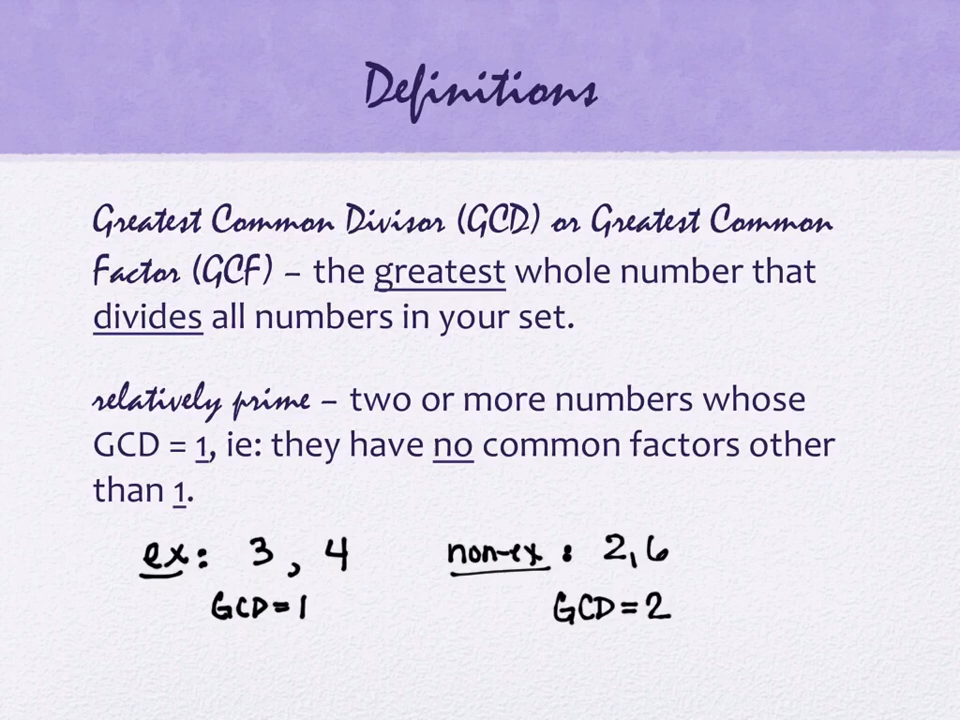 Definitions
Greatest Common Divisor (GCD) or Greatest Common
Factor (GCF) – the greatest whole number that
divides all numbers in your set.
relatively prime – two or more numbers whose
GCD = 1, ie: they have no common factors other
than 1.
ex: 3, 4 non-ex: 2, 6
GCD=1 GCD=2